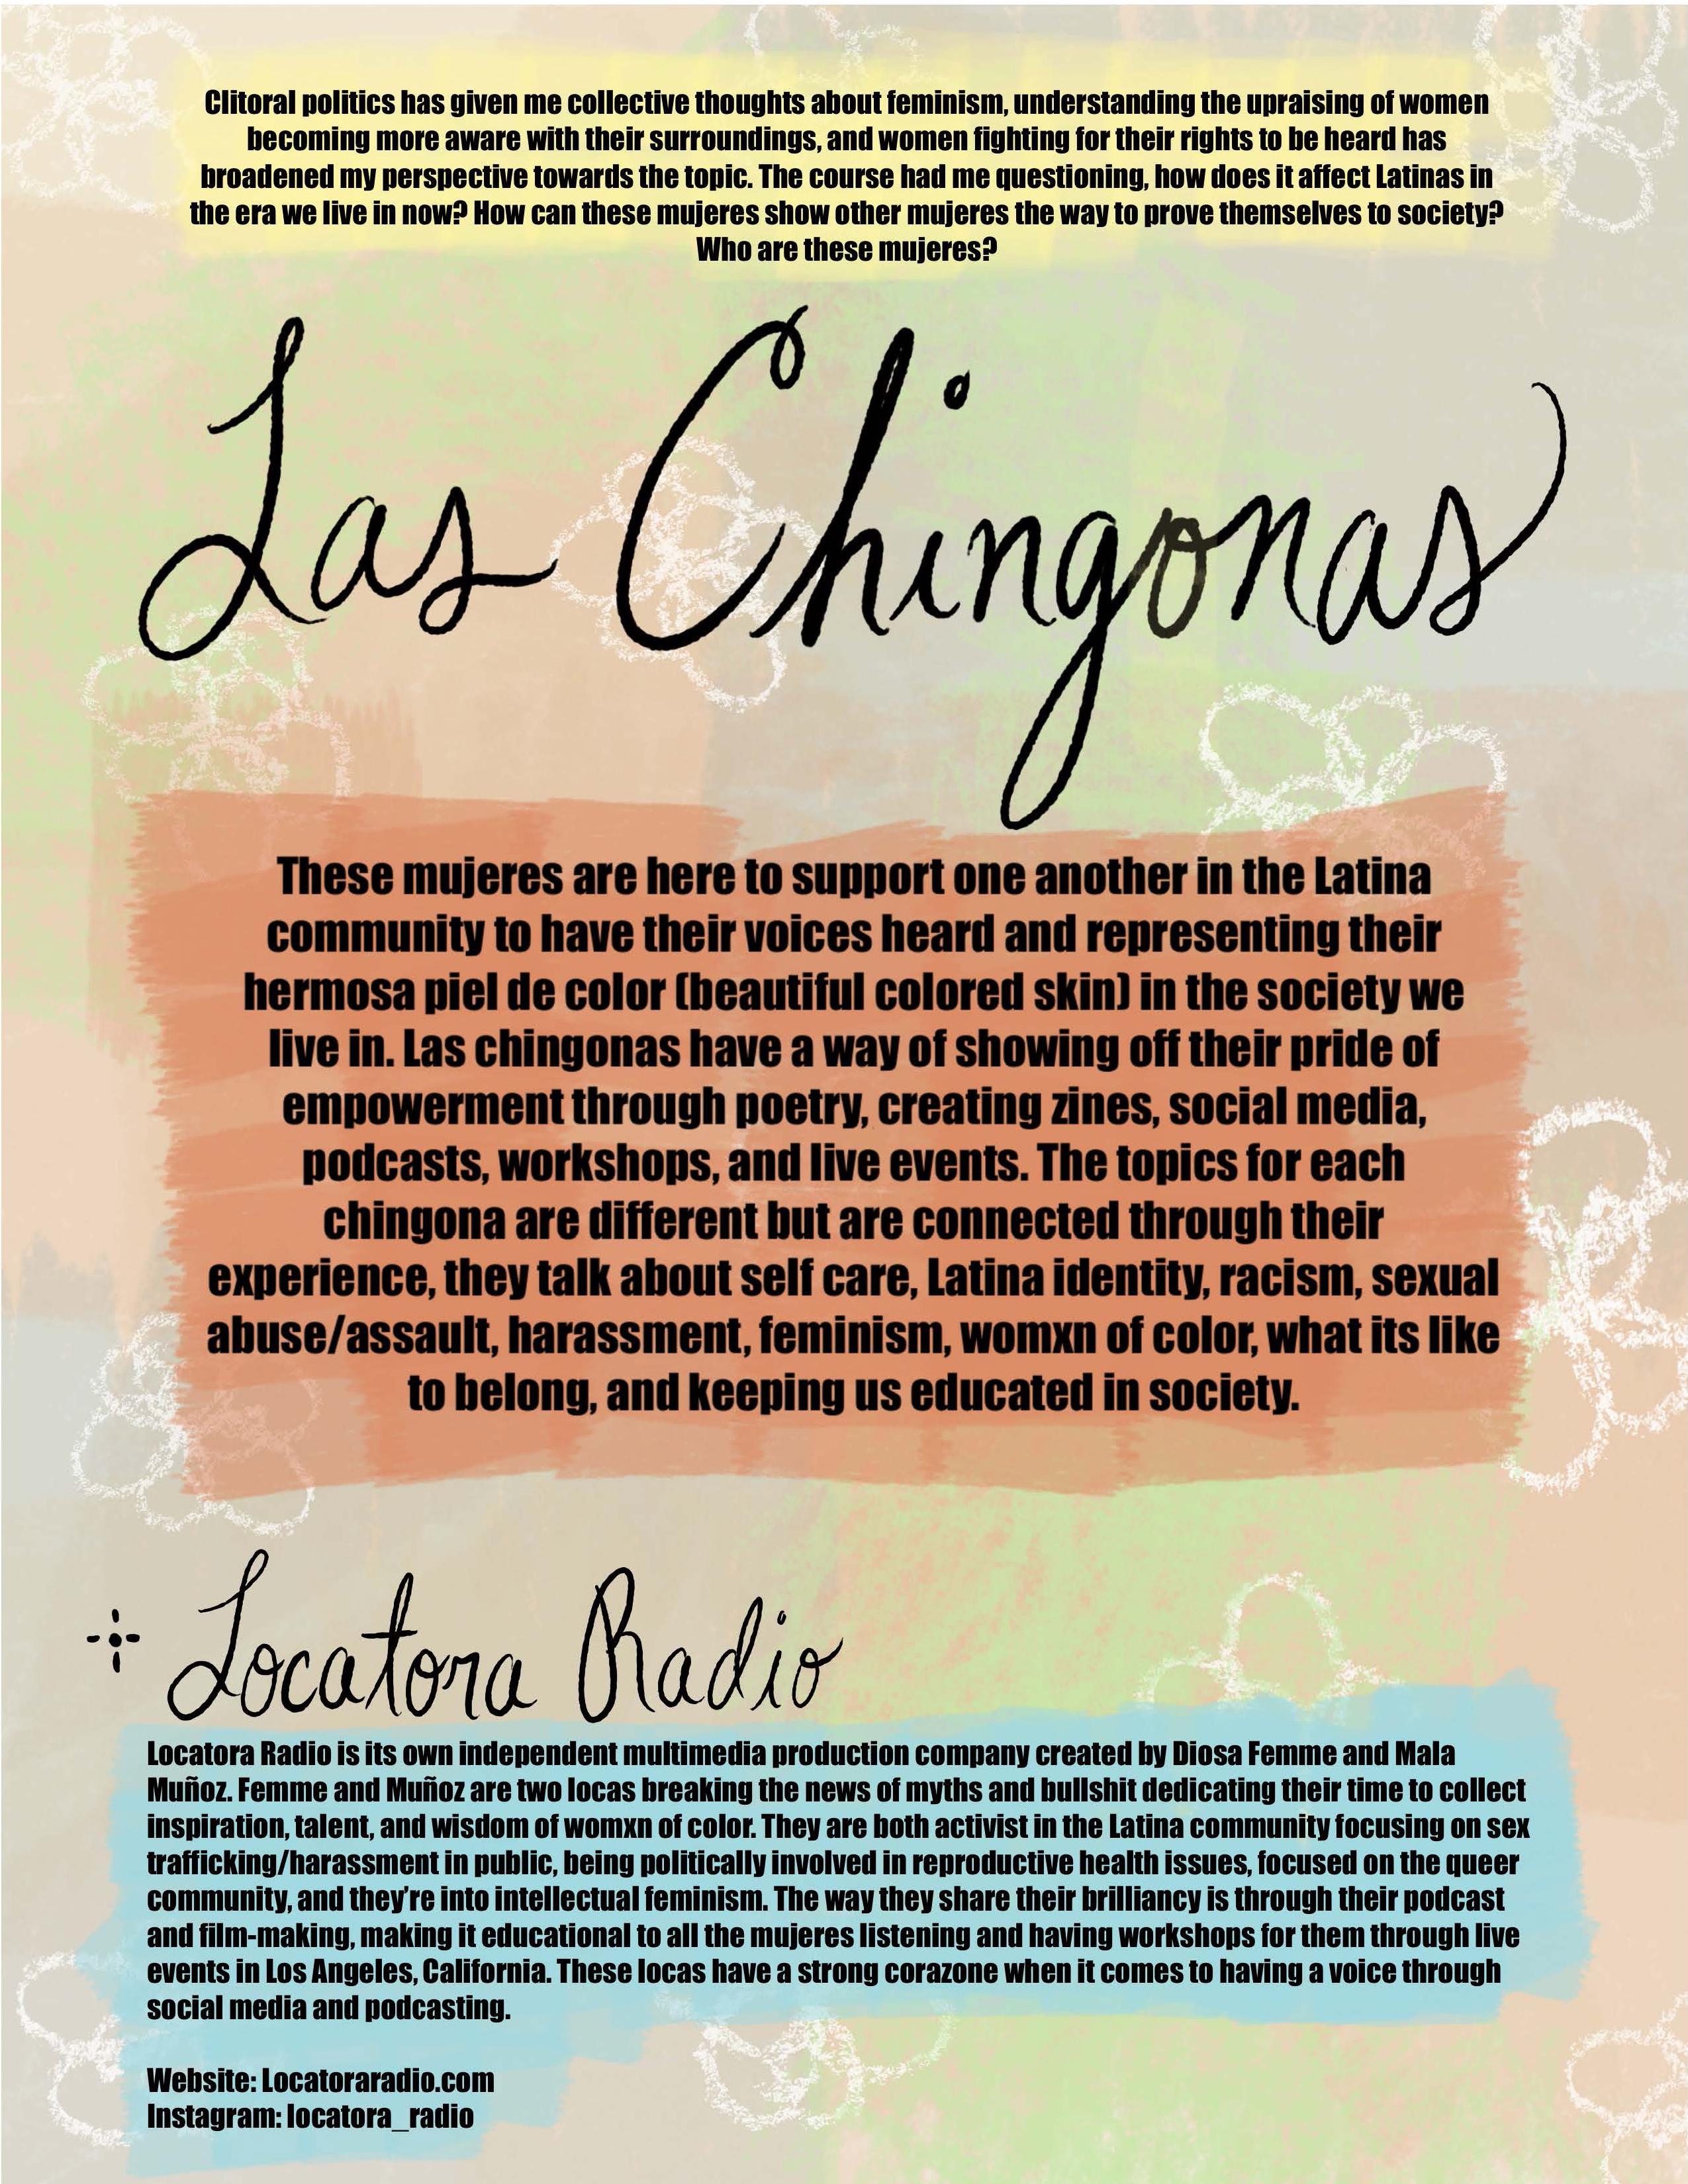 Clitoral politics has given me collective thoughts about feminism, understanding the upraising of women
becoming more aware with their surroundings, and women fighting for their rights to be heard has
broadened my perspective towards the topic. The course had me questioning, how does it affect Latinas in
the era we live in now? How can these mujeres show other mujeres the way to prove themselves to society?
Who are these mujeres?
Las Chingonas
These mujeres are here to support one another in the Latina
community to have their voices heard and representing their
hermosa piel de color (beautiful colored skin) in the society we
live in. Las chingonas have a way of showing off their pride of
empowerment through poetry, creating zines, social media,
podcasts, workshops, and live events. The topics for each
chingona are different but are connected through their
experience, they talk about self care, Latina identity, racism, sexual
abuse/assault, harassment, feminism, womxn of color, what its like
to belong, and keeping us educated in society.
Locatora Radio
Locatora Radio is its own independent multimedia production company created by Diosa Femme and Mala
Muñoz. Femme and Muñoz are two locas breaking the news of myths and bullshit dedicating their time to collect
inspiration, talent, and wisdom of womxn of color. They are both activist in the Latina community focusing on sex
trafficking/harassment in public, being politically involved in reproductive health issues, focused on the queer
community, and they're into intellectual feminism. The way they share their brilliancy is through their podcast
and film-making, making it educational to all the mujeres listening and having workshops for them through live
events in Los Angeles, California. These locas have a strong corazone when it comes to having a voice through
social media and podcasting.
Website: Locatoraradio.com
Instagram: locatora_radio